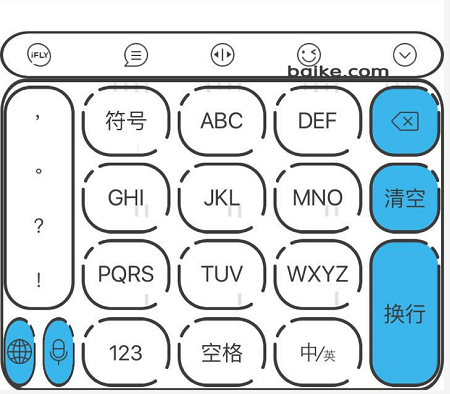 iFLY
baike.com
, 符号 ABC DEF
。
? GHI JKL MNO 清空
!
PQRS TUV WXYZ 换行
123 空格 中/英